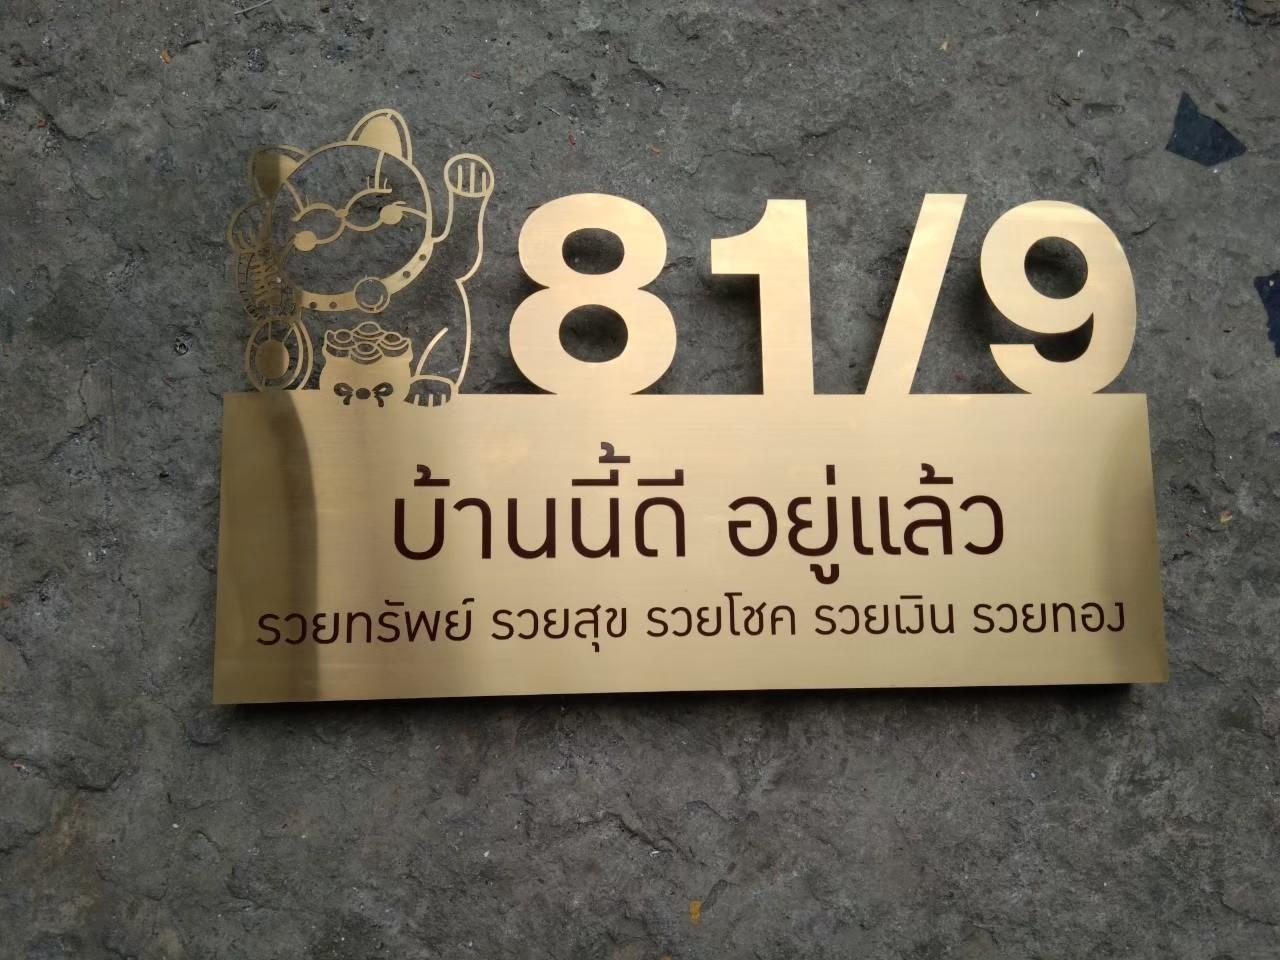 81/9
บ้านนี้ดี อยู่แล้ว
รวยทรัพย์ รวยสุข รวยโชค รวยเงิน รวยทอง